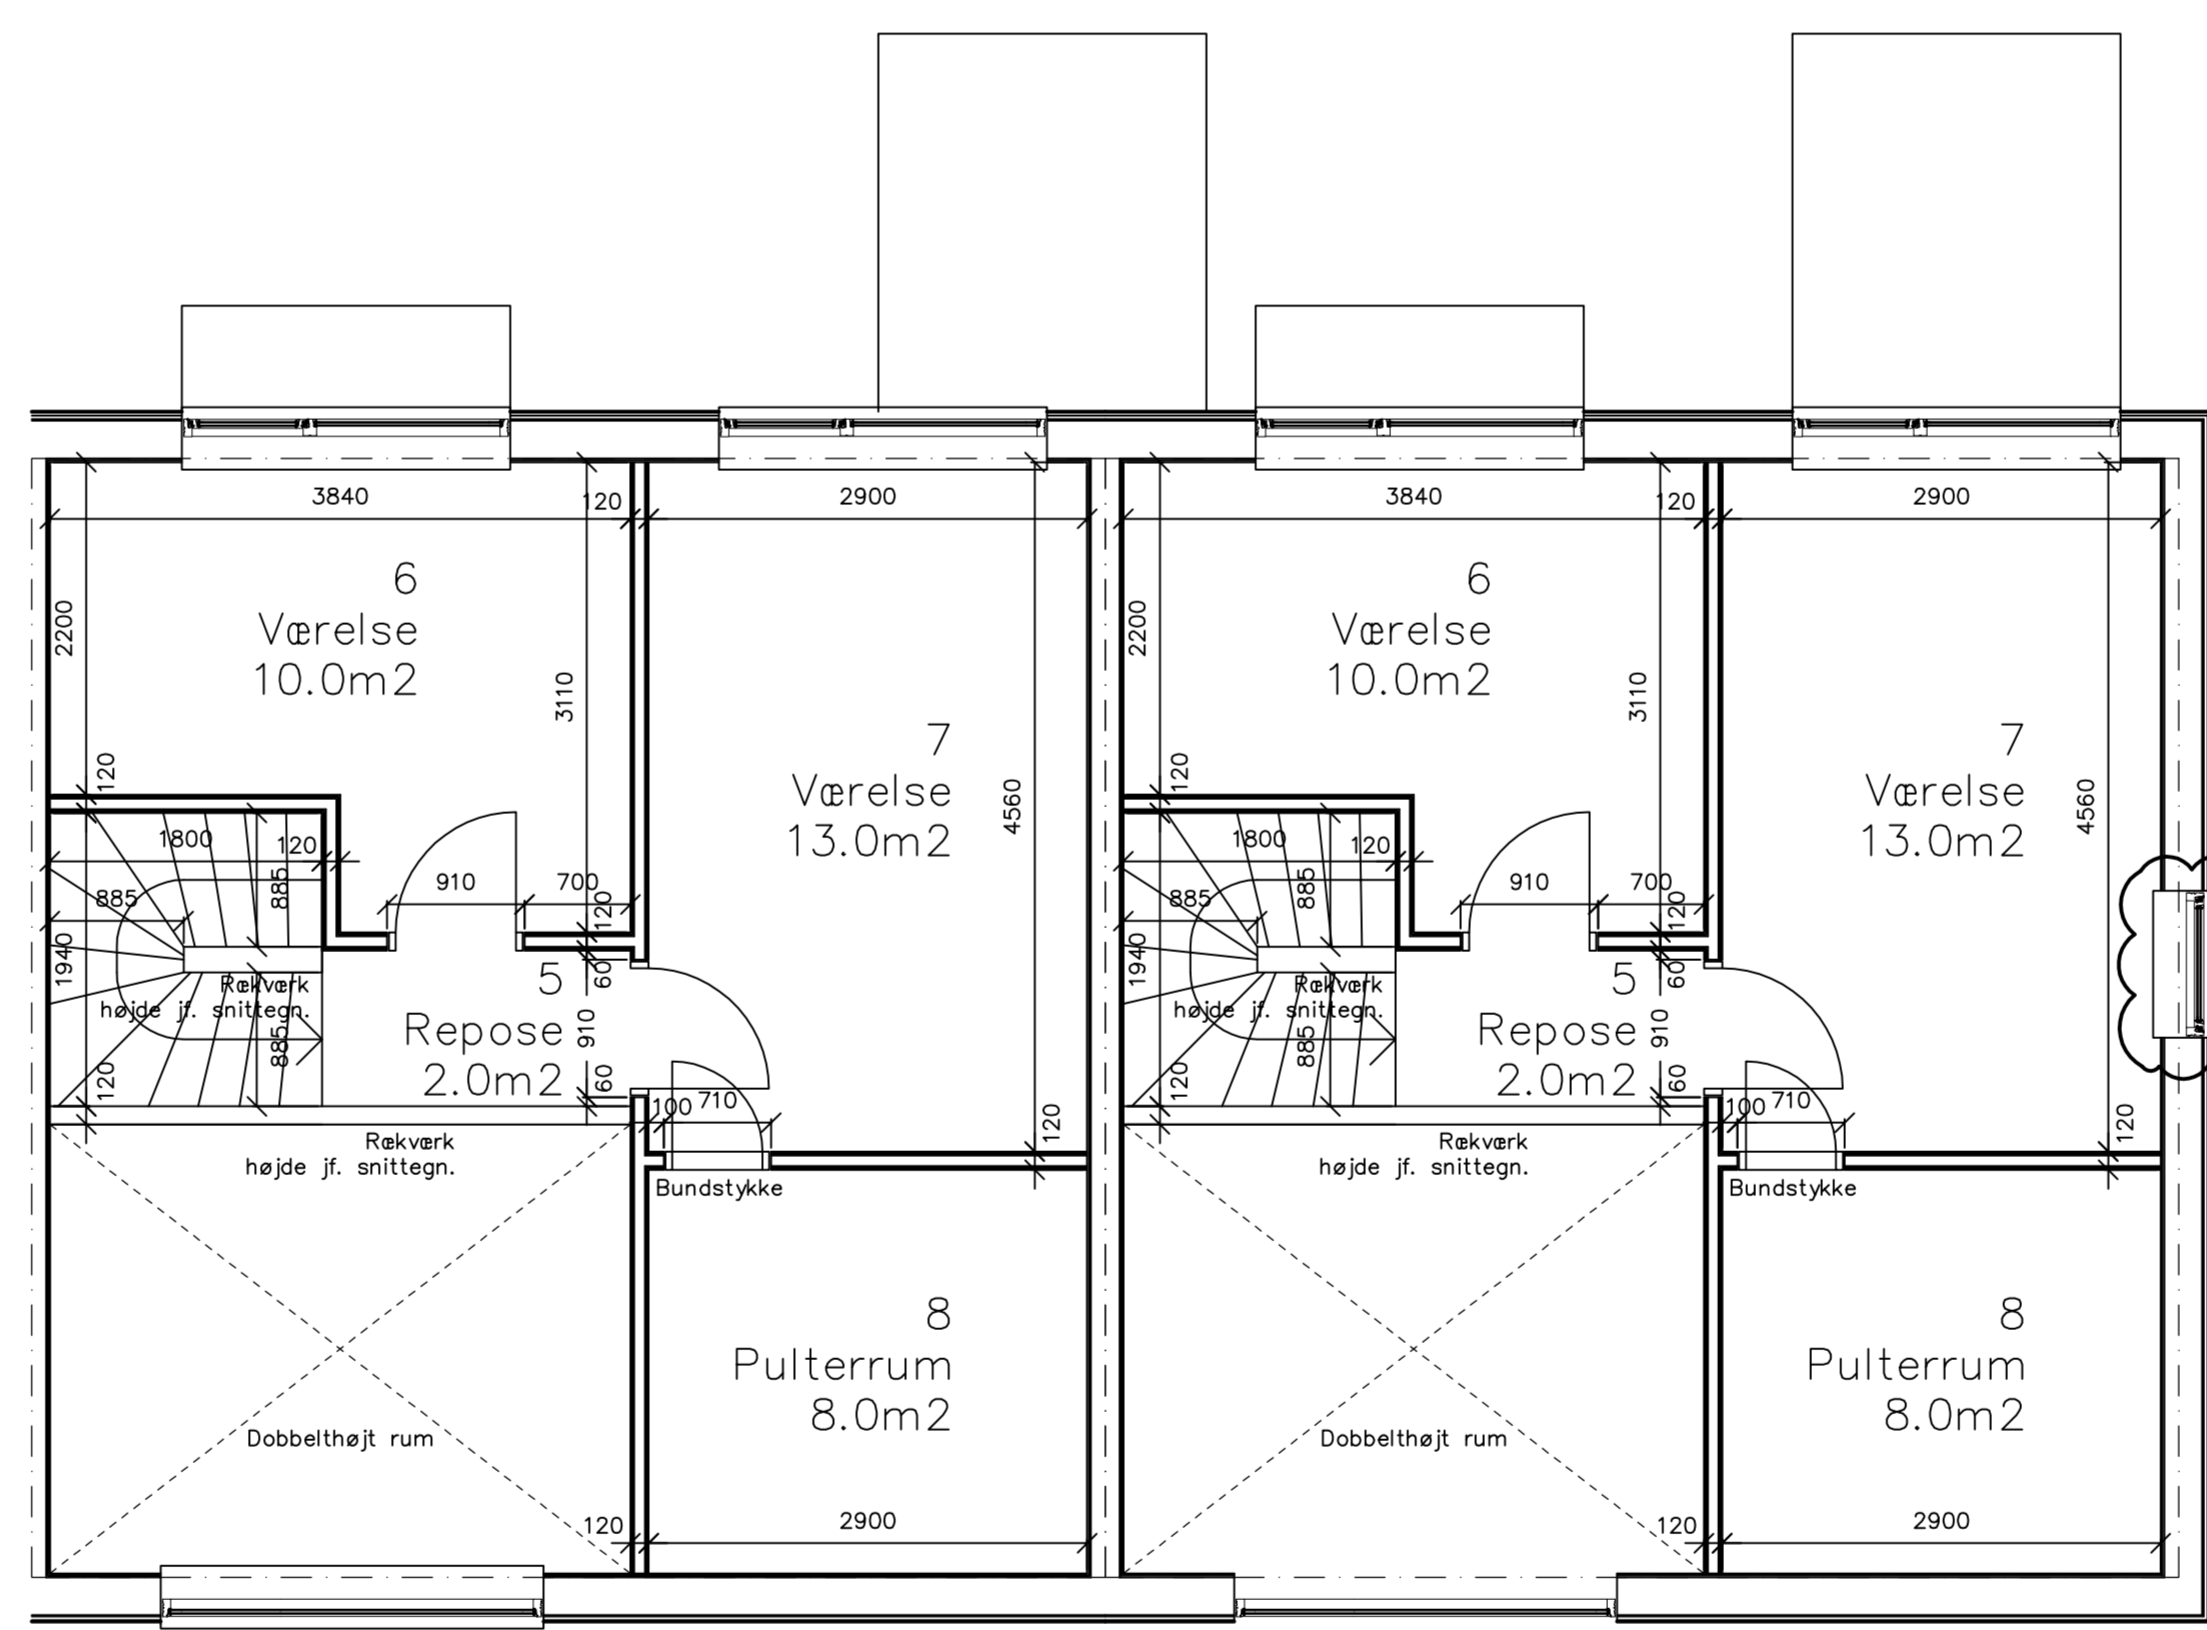 3840
120
2900
3840
120
2900
6
Værelse
10.0m2
2200
3110
120
7
Værelse
13.0m2
4560
6
Værelse
10.0m2
2200
3110
120
7
Værelse
13.0m2
4560
1800
120
885
885
910
700
120
1940
Rækværk
højde jf. snittegn.
885
120
5
Repose
2.0m2
60
910
60
100
710
120
1800
120
885
885
910
700
120
1940
Rækværk
højde jf. snittegn.
885
120
5
Repose
2.0m2
60
910
60
100
710
120
Rækværk
højde jf. snittegn.
Bundstykke
Rækværk
højde jf. snittegn.
Bundstykke
8
Pulterrum
8.0m2
8
Pulterrum
8.0m2
Dobbelthøjt rum
Dobbelthøjt rum
120
2900
120
2900